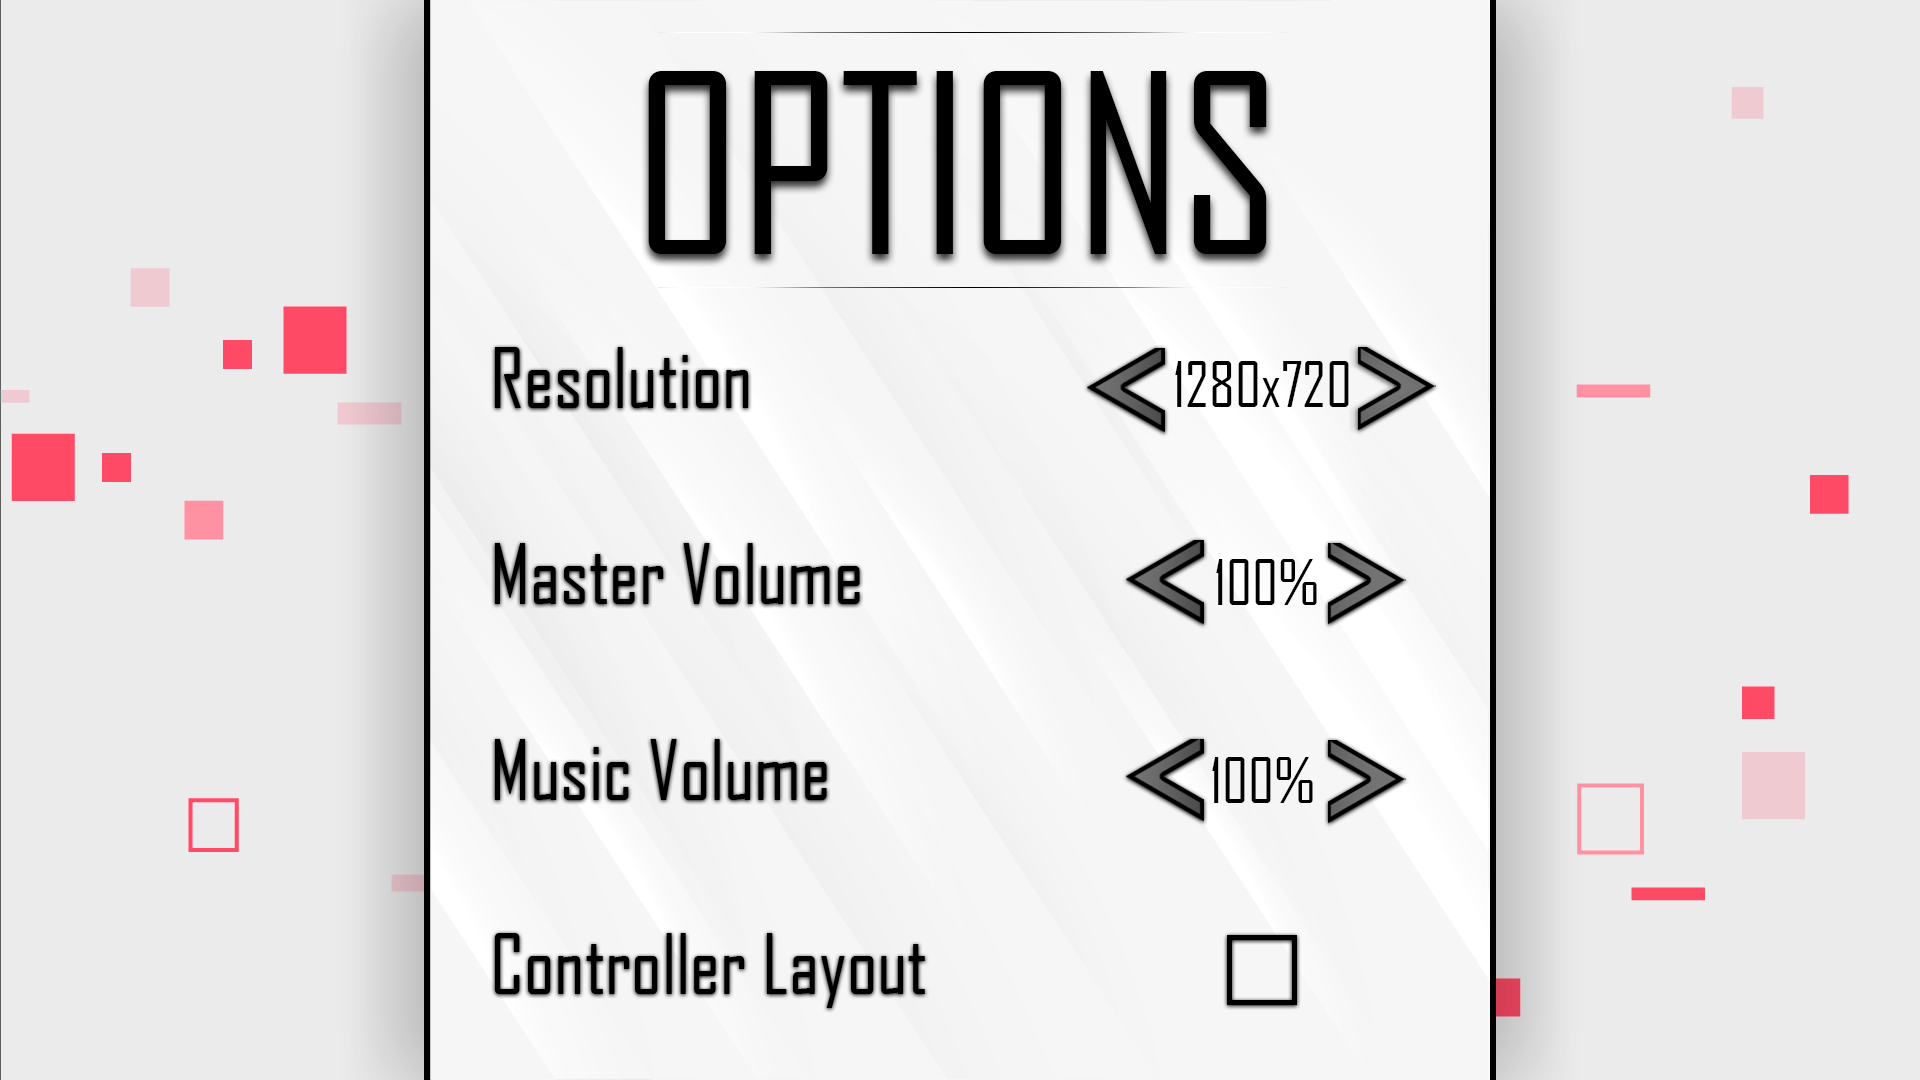 OPTIONS
Resolution 1280x720
Master Volume 100%
Music Volume 100%
Controller Layout